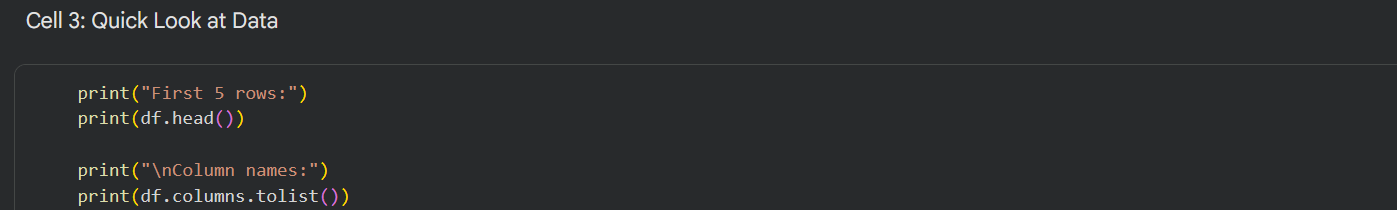 Cell 3: Quick Look at Data
print("First 5 rows:")
print(df.head())
print("\nColumn names:")
print(df.columns.tolist())